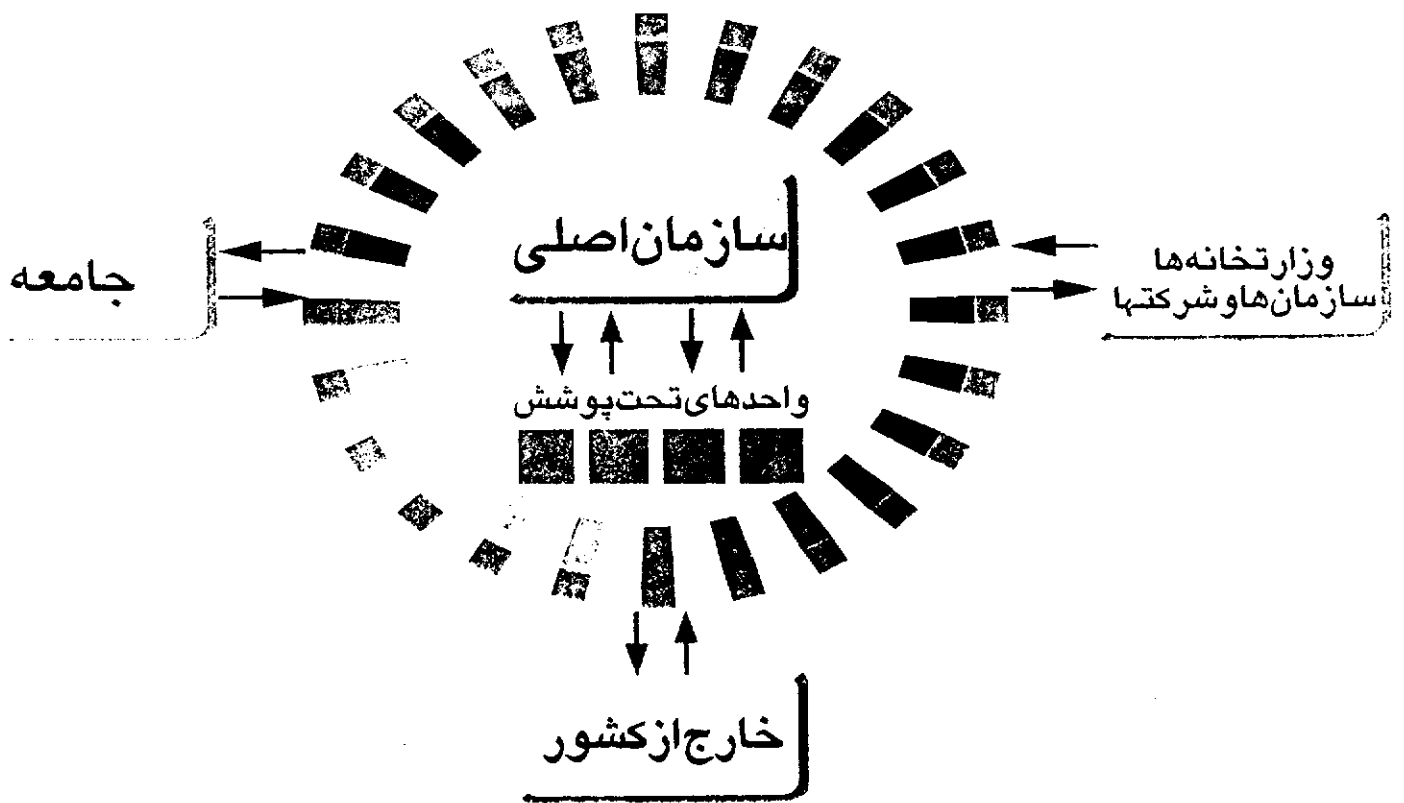 سازمان اصلی
وزارتخانه‌ها
سازمان‌ها و شرکتها
جامعه
واحدهای تحت پوشش
خارج از کشور